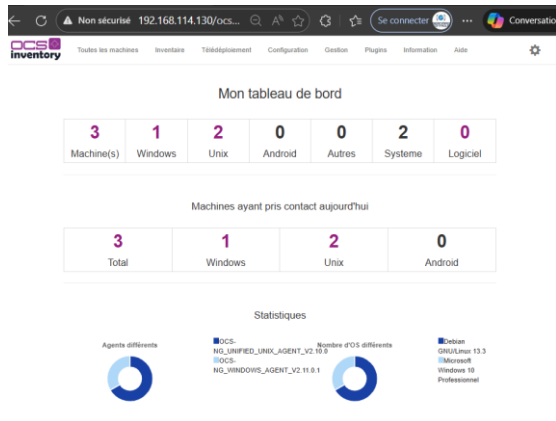 Non sécurisé 192.168.114.130/ocs... Se connecter Conversatio
OCS inventory
Toutes les machines Inventaire Télédéploiement Configuration Gestion Plugins Information Aide
Mon tableau de bord
3 1 2 0 0 2 0
Machine(s) Windows Unix Android Autres Systeme Logiciel
Machines ayant pris contact aujourd'hui
3 1 2 0
Total Windows Unix Android
Statistiques
Agents différents
OCS-
NG_UNIFIED_UNIX_AGENT_V2.10.0
OCS-
NG_WINDOWS_AGENT_V2.11.0.1
Nombre d'OS différents
Debian
GNU/Linux 13.3
Microsoft
Windows 10
Professionnel